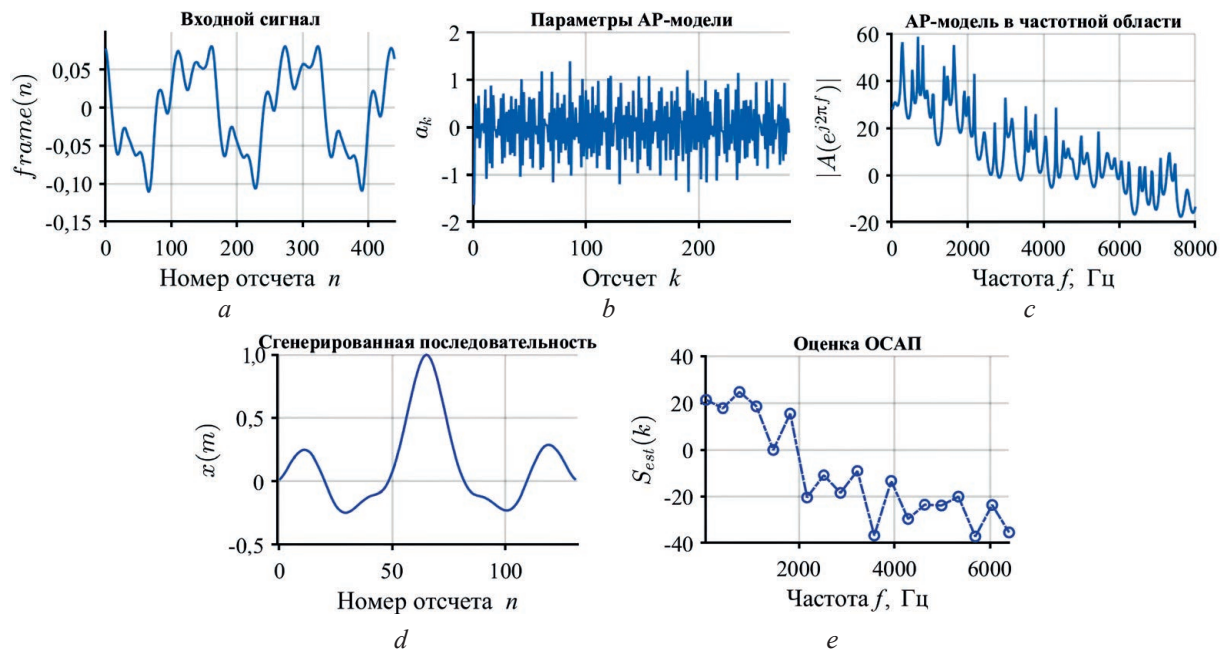 Входной сигнал
frame(n)
0,05
0
-0,05
-0,10
-0,15
0 100 200 300 400
Номер отсчета n
a
Параметры АР-модели
a_k
2
1
0
-1
-2
0 100 200
Отсчет k
b
АР-модель в частотной области
|A(e^{j2πf})|
60
40
20
0
-20
0 2000 4000 6000 8000
Частота f, Гц
c
Сгенерированная последовательность
x(m)
1,0
0,5
0
-0,5
0 50 100
Номер отсчета n
d
Оценка ОСАП
S_{est}(k)
40
20
0
-20
-40
2000 4000 6000
Частота f, Гц
e